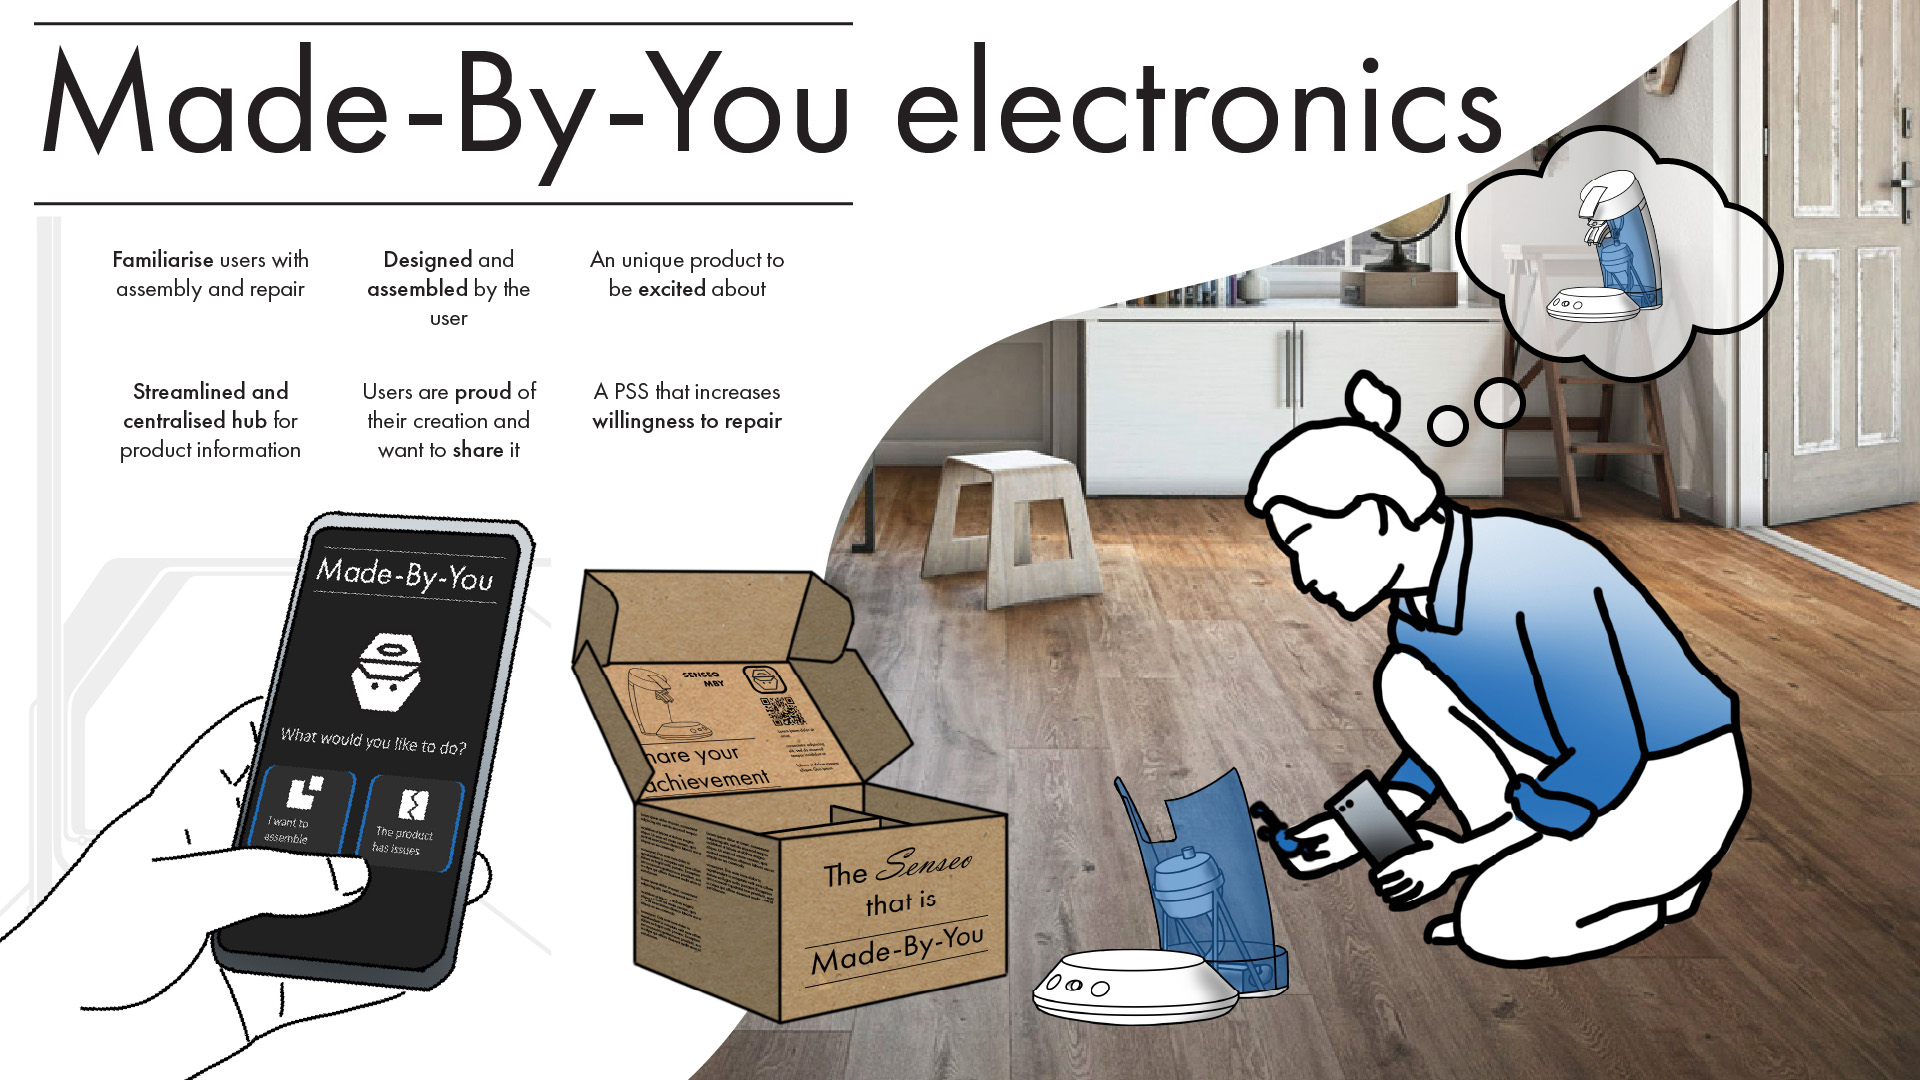 Made-By-You electronics
Familiarise users with
assembly and repair
Designed and
assembled by the
user
An unique product to
be excited about
Streamlined and
centralised hub for
product information
Users are proud of
their creation and
want to share it
A PSS that increases
willingness to repair
Made-By-You
What would you like to do?
I want to
assemble
The product
has issues
SENSEO
MBY
hare your
achievement
The Senseo
that is
Made-By-You